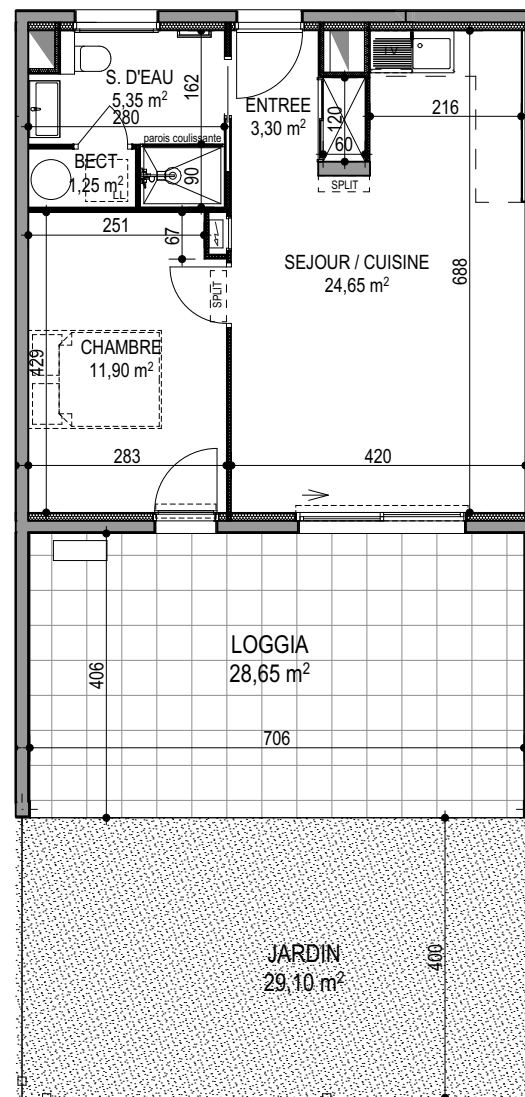 S. D'EAU
5,35 m²
280
162
parois coulissante
ENTREE
3,30 m²
120
60
LV
216
SPLIT
BECT
1,25 m²
LL
90
251
67
SEJOUR / CUISINE
24,65 m²
688
SPLIT
CHAMBRE
11,90 m²
429
283
420
LOGGIA
28,65 m²
406
706
JARDIN
29,10 m²
400